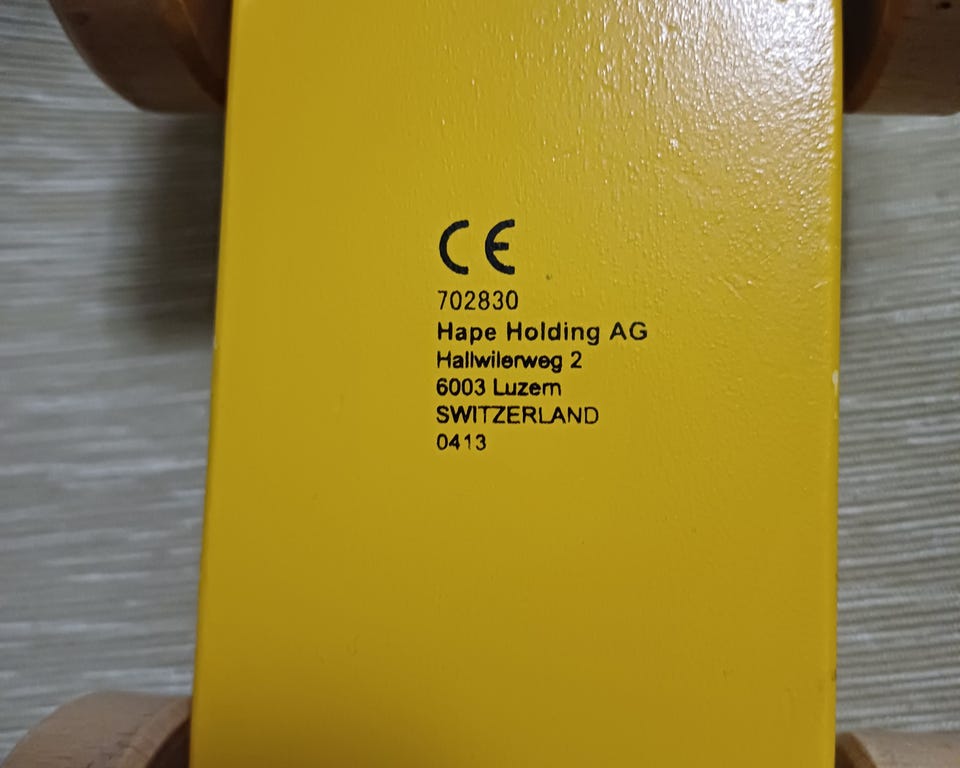 CE
702830
Hape Holding AG
Hallwilerweg 2
6003 Luzern
SWITZERLAND
0413